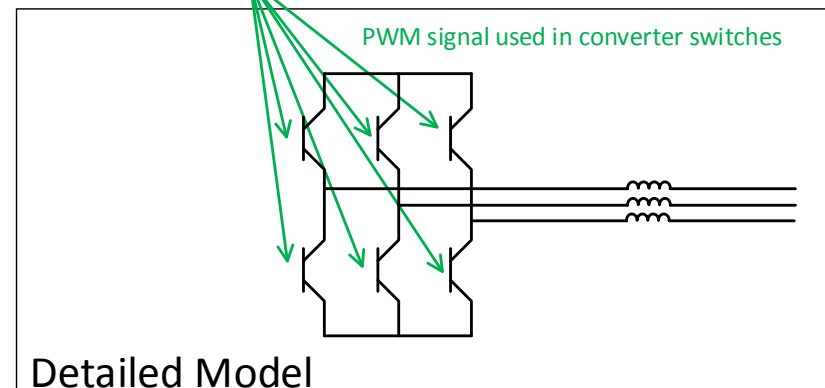 PWM signal used in converter switches
Detailed Model